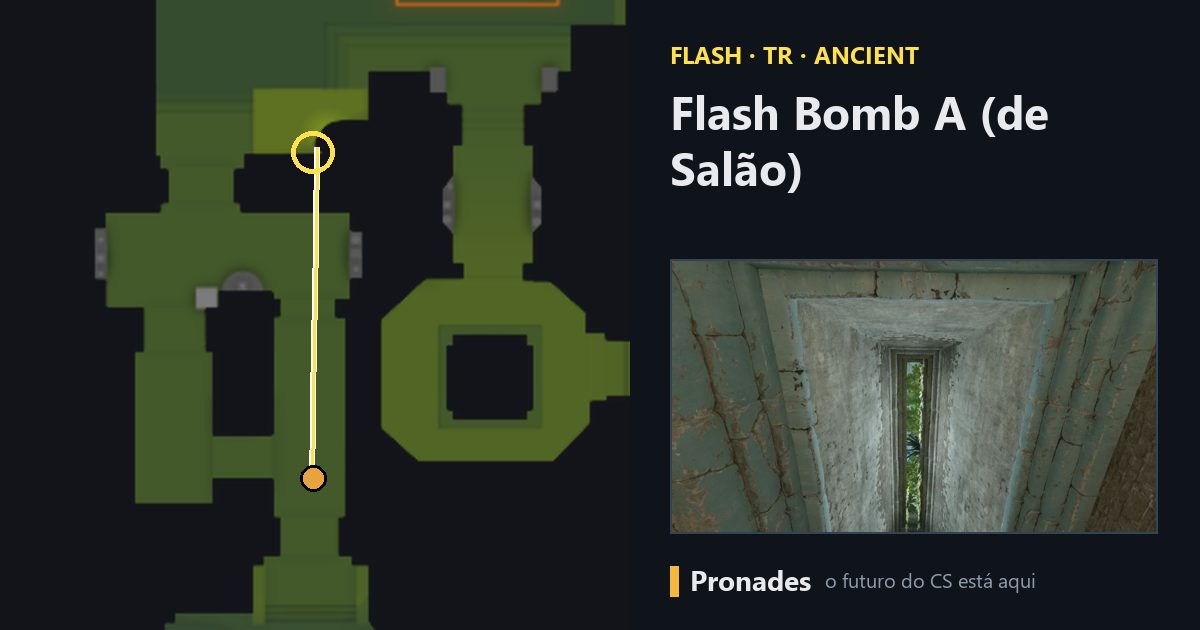 FLASH · TR · ANCIENT
Flash Bomb A (de
Salão)
Pronades o futuro do CS está aqui